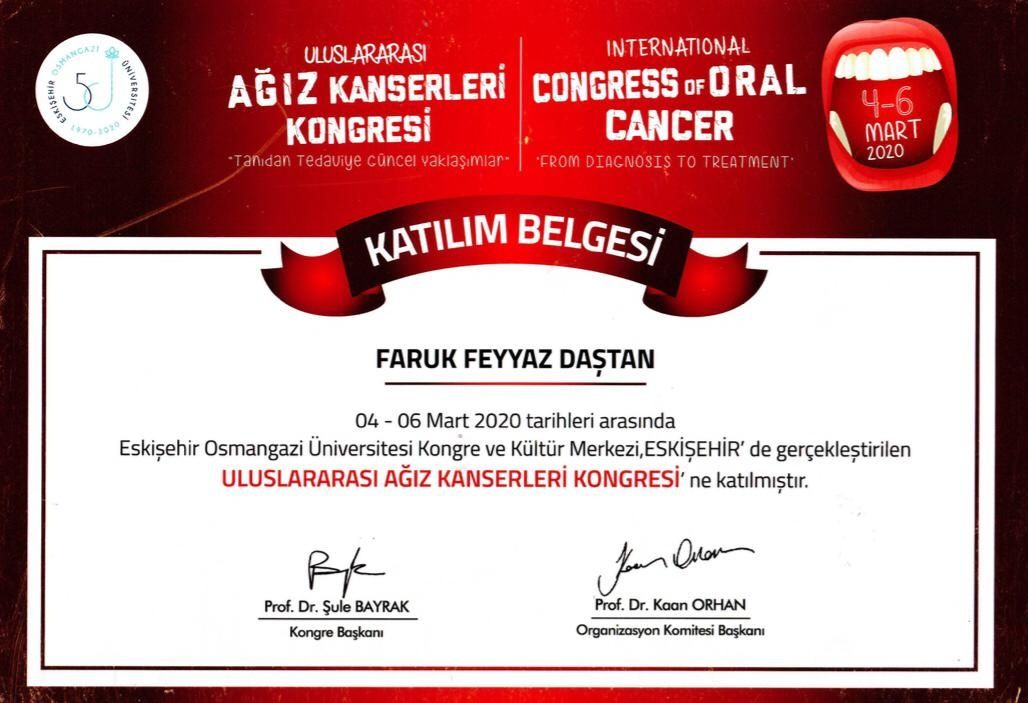 ESKİŞEHİR OSMANGAZİ ÜNİVERSİTESİ
50
1970-2020
ULUSLARARASI
AĞIZ KANSERLERİ
KONGRESİ
"Tanıdan Tedaviye Güncel Yaklaşımlar"
INTERNATIONAL
CONGRESS OF ORAL
CANCER
'FROM DIAGNOSIS TO TREATMENT'
4-6
MART
2020
KATILIM BELGESİ
FARUK FEYYAZ DAŞTAN
04 - 06 Mart 2020 tarihleri arasında
Eskişehir Osmangazi Üniversitesi Kongre ve Kültür Merkezi,ESKİŞEHİR' de gerçekleştirilen
ULUSLARARASI AĞIZ KANSERLERİ KONGRESİ' ne katılmıştır.
Prof. Dr. Şule BAYRAK
Kongre Başkanı
Kaan Orhan
Prof. Dr. Kaan ORHAN
Organizasyon Komitesi Başkanı